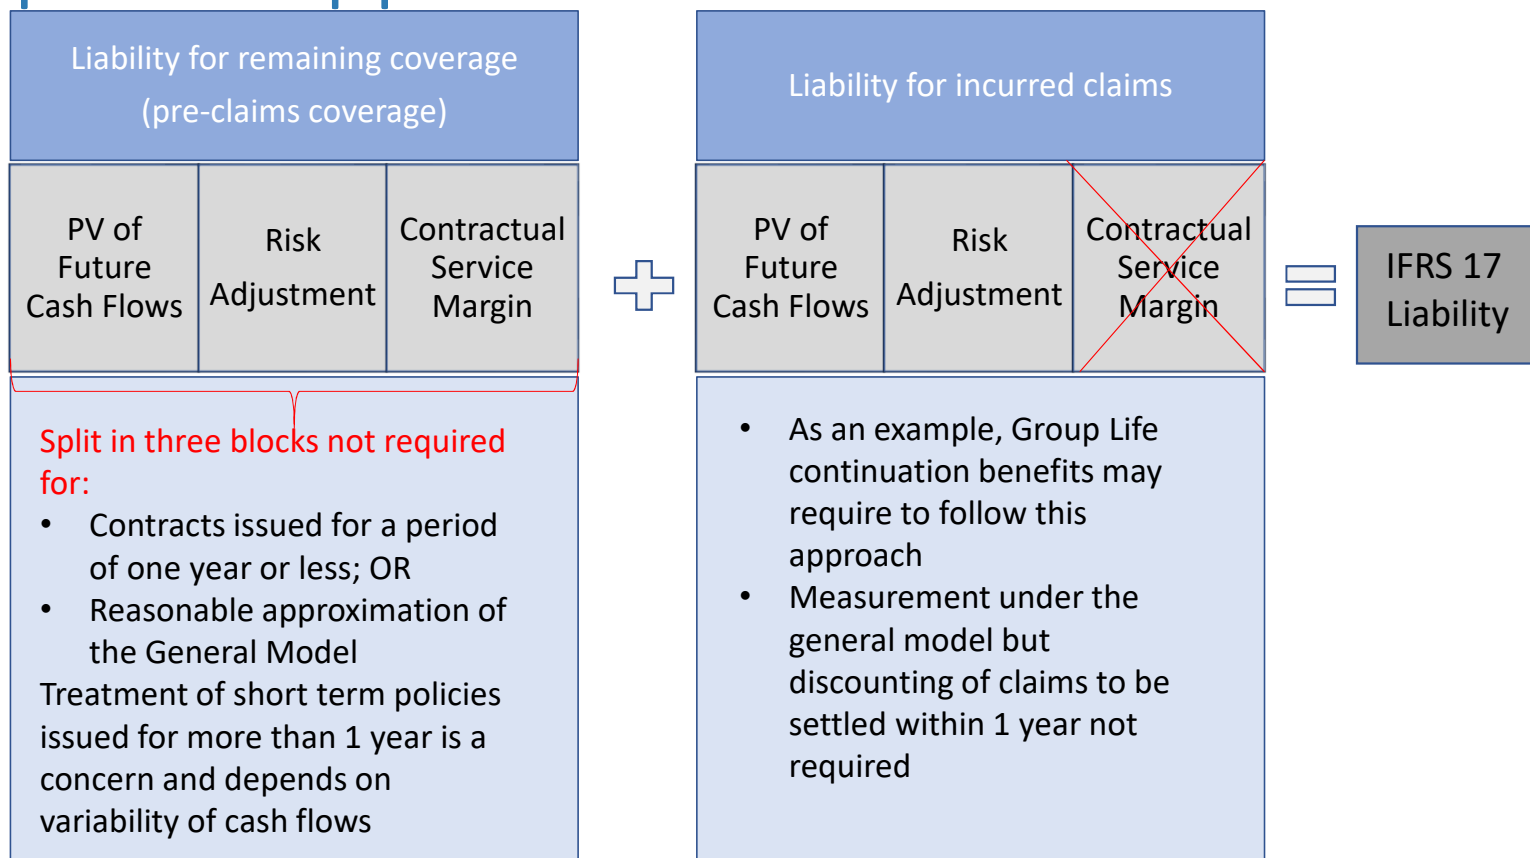 Liability for remaining coverage
(pre-claims coverage)
Liability for incurred claims
PV of
Future
Cash Flows
Risk
Adjustment
Contractual
Service
Margin
PV of
Future
Cash Flows
Risk
Adjustment
Contractual
Service
Margin
IFRS 17
Liability
Split in three blocks not required
for:
• Contracts issued for a period
of one year or less; OR
• Reasonable approximation of
the General Model
Treatment of short term policies
issued for more than 1 year is a
concern and depends on
variability of cash flows
• As an example, Group Life
continuation benefits may
require to follow this
approach
• Measurement under the
general model but
discounting of claims to be
settled within 1 year not
required